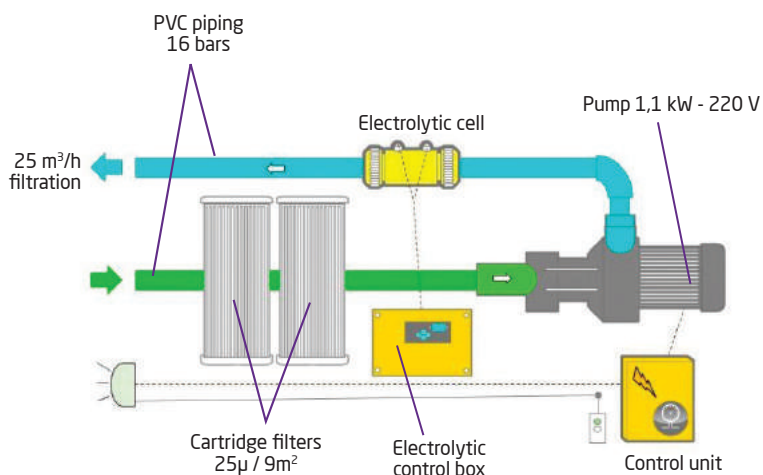 PVC piping
16 bars
Electrolytic cell
Pump 1,1 kW - 220 V
25 m³/h
filtration
Cartridge filters
25µ / 9m²
Electrolytic
control box
Control unit